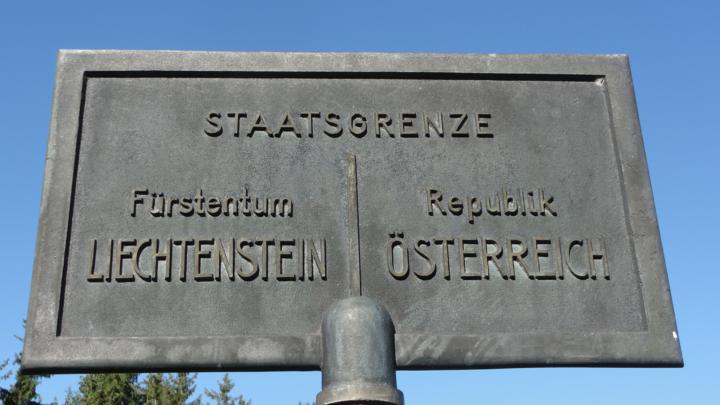 STAATSGRENZE
Fürstentum
LIECHTENSTEIN
Republik
ÖSTERREICH